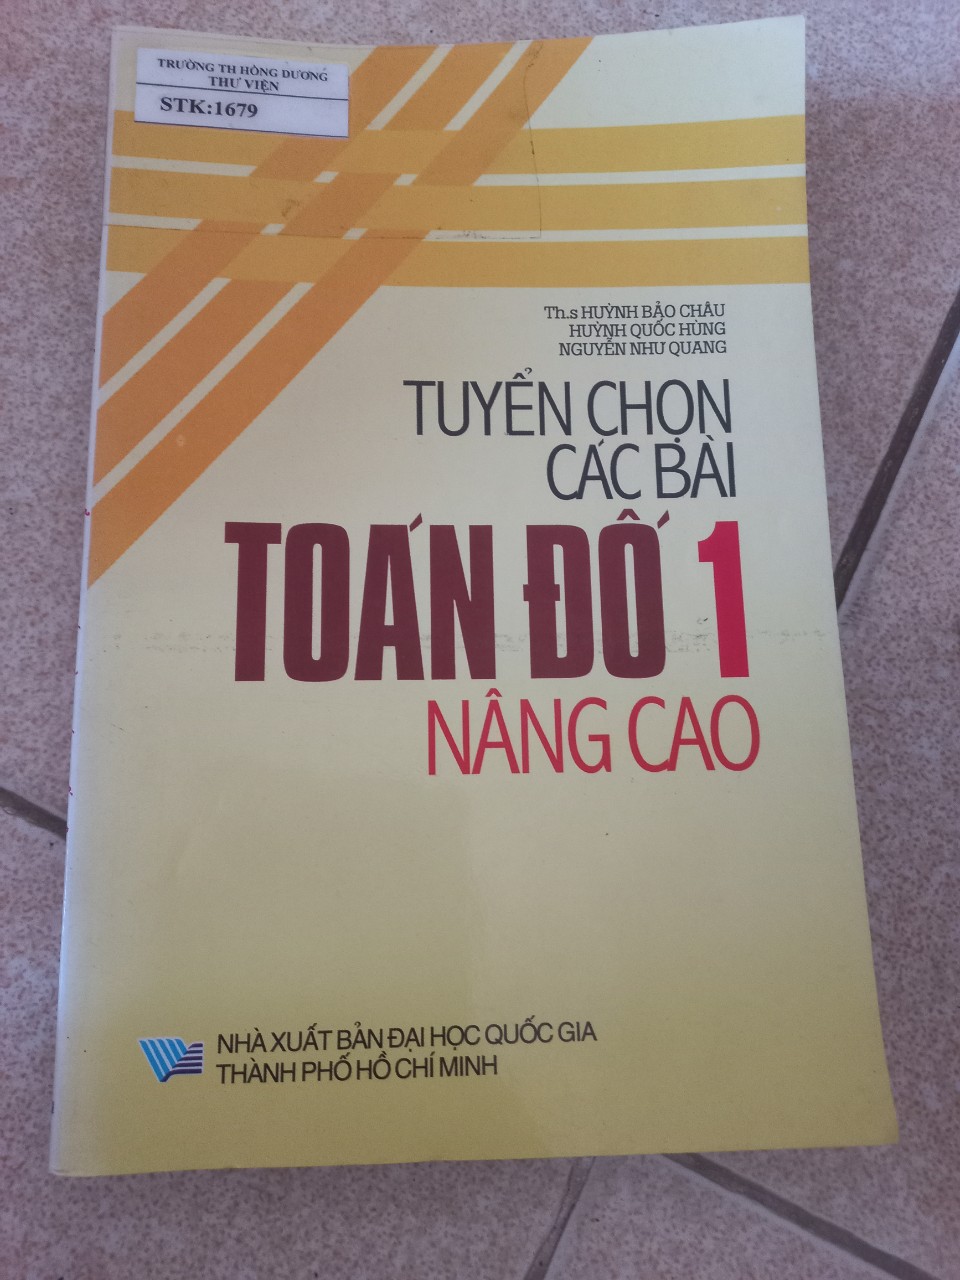 TRƯỜNG TH HỒNG DƯƠNG
THƯ VIỆN
STK:1679
Th.s HUỲNH BẢO CHÂU
HUỲNH QUỐC HÙNG
NGUYỄN NHƯ QUANG
TUYỂN CHỌN
CÁC BÀI
TOÁN ĐỐ 1
NÂNG CAO
NHÀ XUẤT BẢN ĐẠI HỌC QUỐC GIA
THÀNH PHỐ HỒ CHÍ MINH